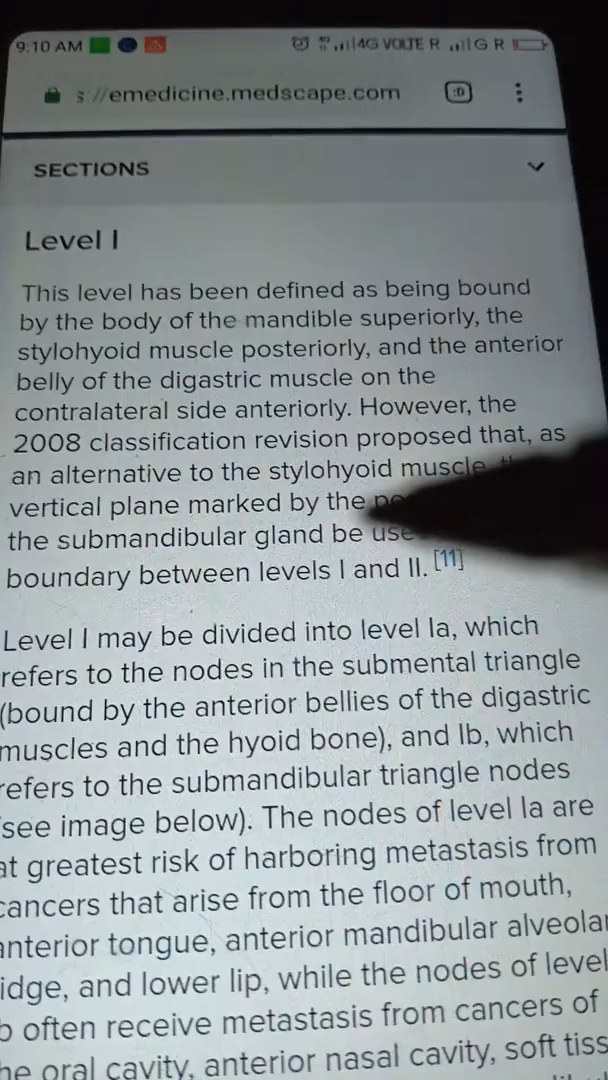 9:10 AM 4G VOLTE R G R
s://emedicine.medscape.com :D
SECTIONS
Level I
This level has been defined as being bound
by the body of the mandible superiorly, the
stylohyoid muscle posteriorly, and the anterior
belly of the digastric muscle on the
contralateral side anteriorly. However, the
2008 classification revision proposed that, as
an alternative to the stylohyoid muscle,
vertical plane marked by the
the submandibular gland be use
boundary between levels I and II. [11]
Level I may be divided into level Ia, which
refers to the nodes in the submental triangle
(bound by the anterior bellies of the digastric
muscles and the hyoid bone), and Ib, which
refers to the submandibular triangle nodes
see image below). The nodes of level Ia are
at greatest risk of harboring metastasis from
cancers that arise from the floor of mouth,
anterior tongue, anterior mandibular alveolar
idge, and lower lip, while the nodes of level
b often receive metastasis from cancers of
he oral cavity, anterior nasal cavity, soft tiss